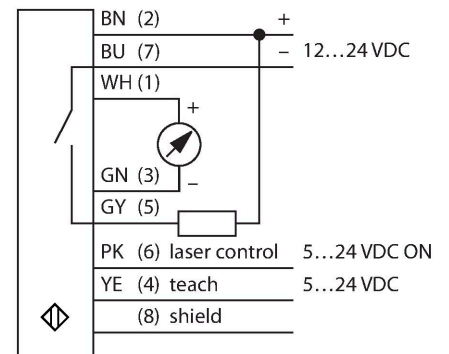 BN (2) +
BU (7) – 12…24 VDC
WH (1)
+
GN (3) –
GY (5)
PK (6) laser control 5…24 VDC ON
YE (4) teach 5…24 VDC
(8) shield